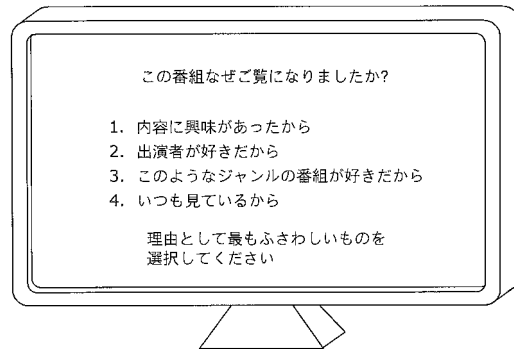 この番組なぜご覧になりましたか?
1. 内容に興味があったから
2. 出演者が好きだから
3. このようなジャンルの番組が好きだから
4. いつも見ているから
理由として最もふさわしいものを
選択してください